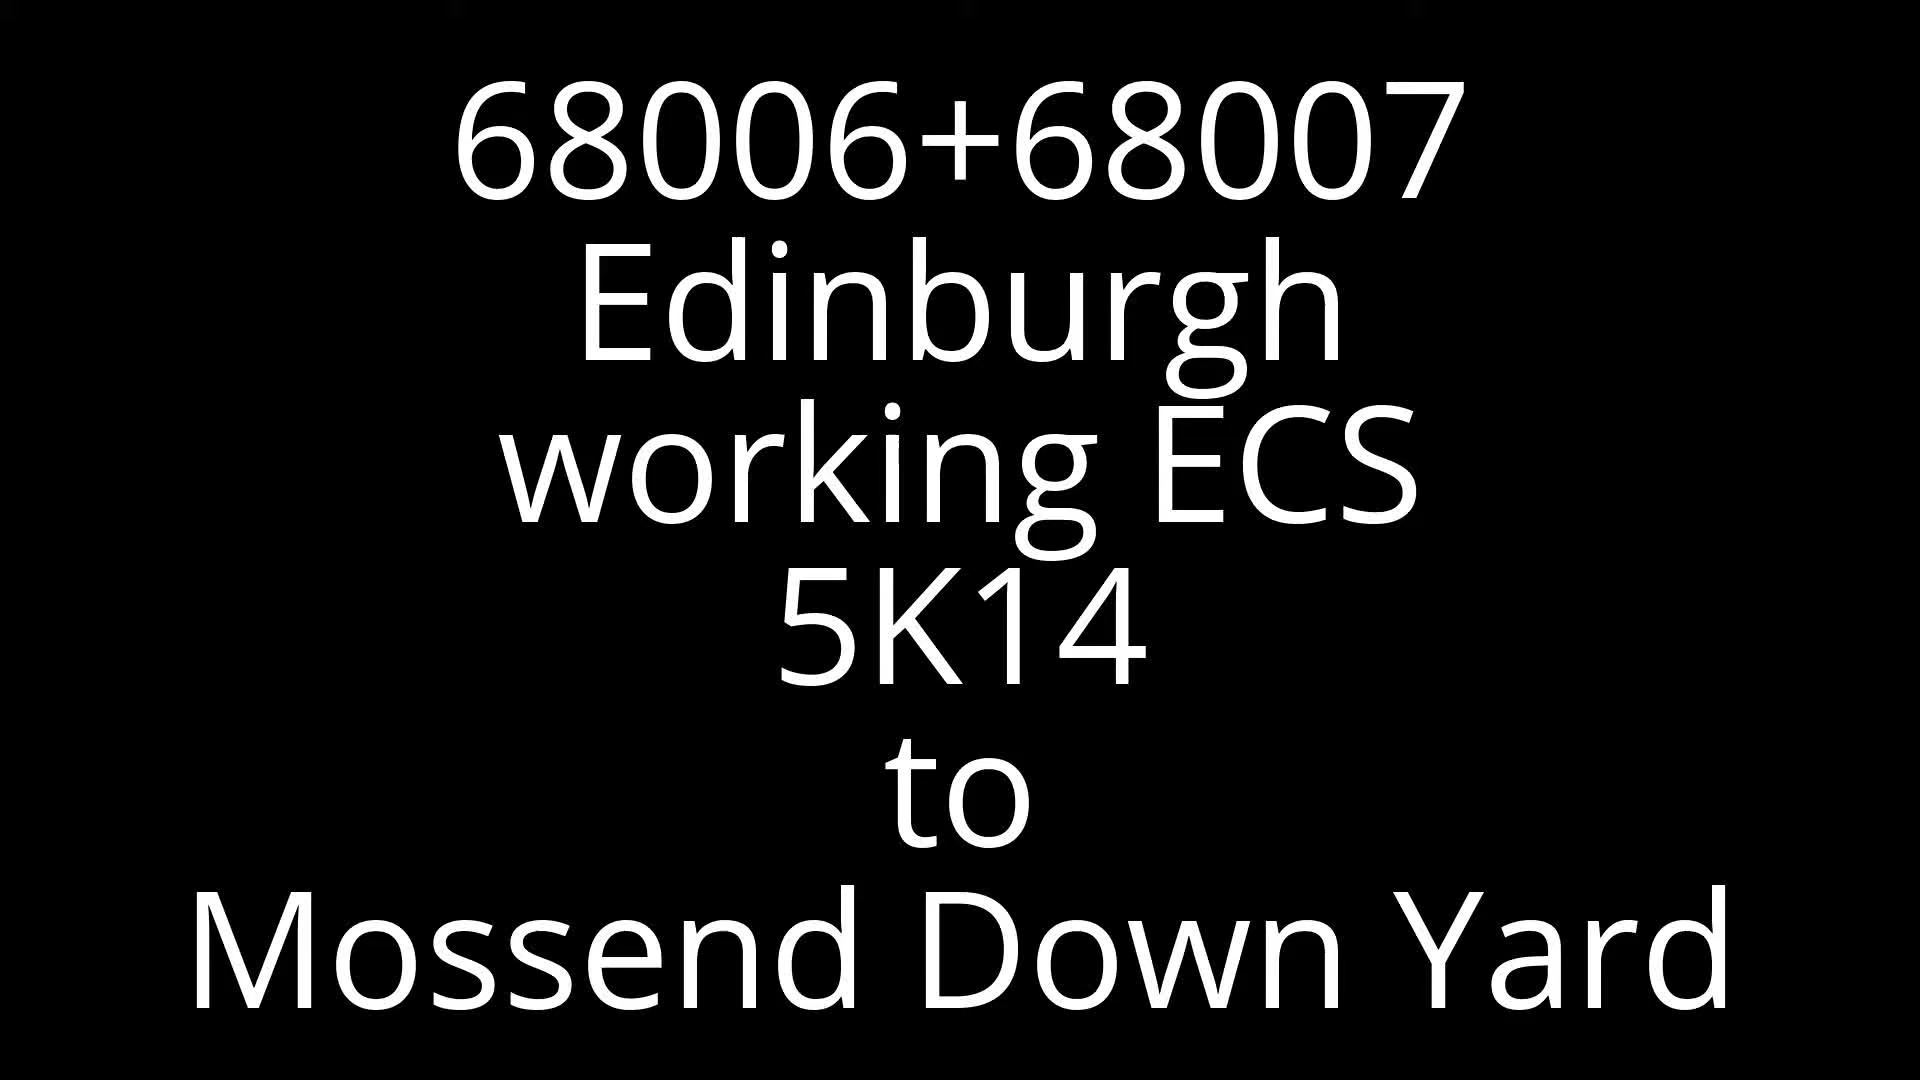 68006+68007
Edinburgh
working ECS
5K14
to
Mossend Down Yard